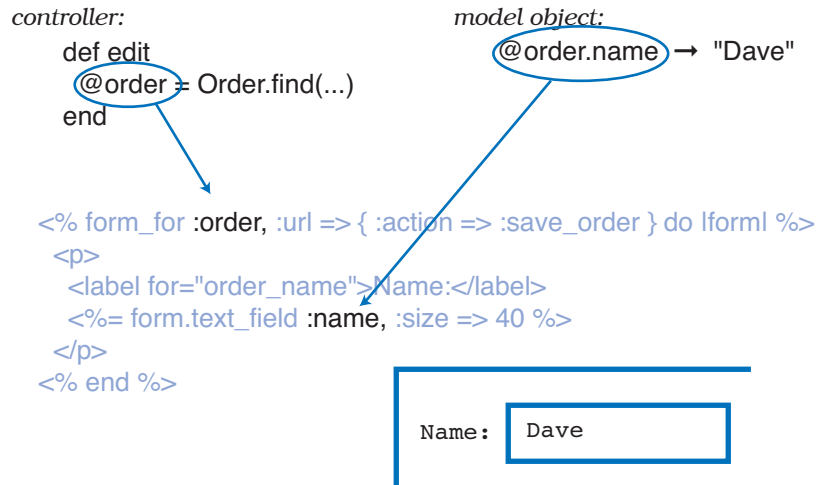 controller:
def edit
@order = Order.find(...)
end
model object:
@order.name → "Dave"
<% form_for :order, :url => { :action => :save_order } do |form| %>
<p>
<label for="order_name">Name:</label>
<%= form.text_field :name, :size => 40 %>
</p>
<% end %>
Name: Dave